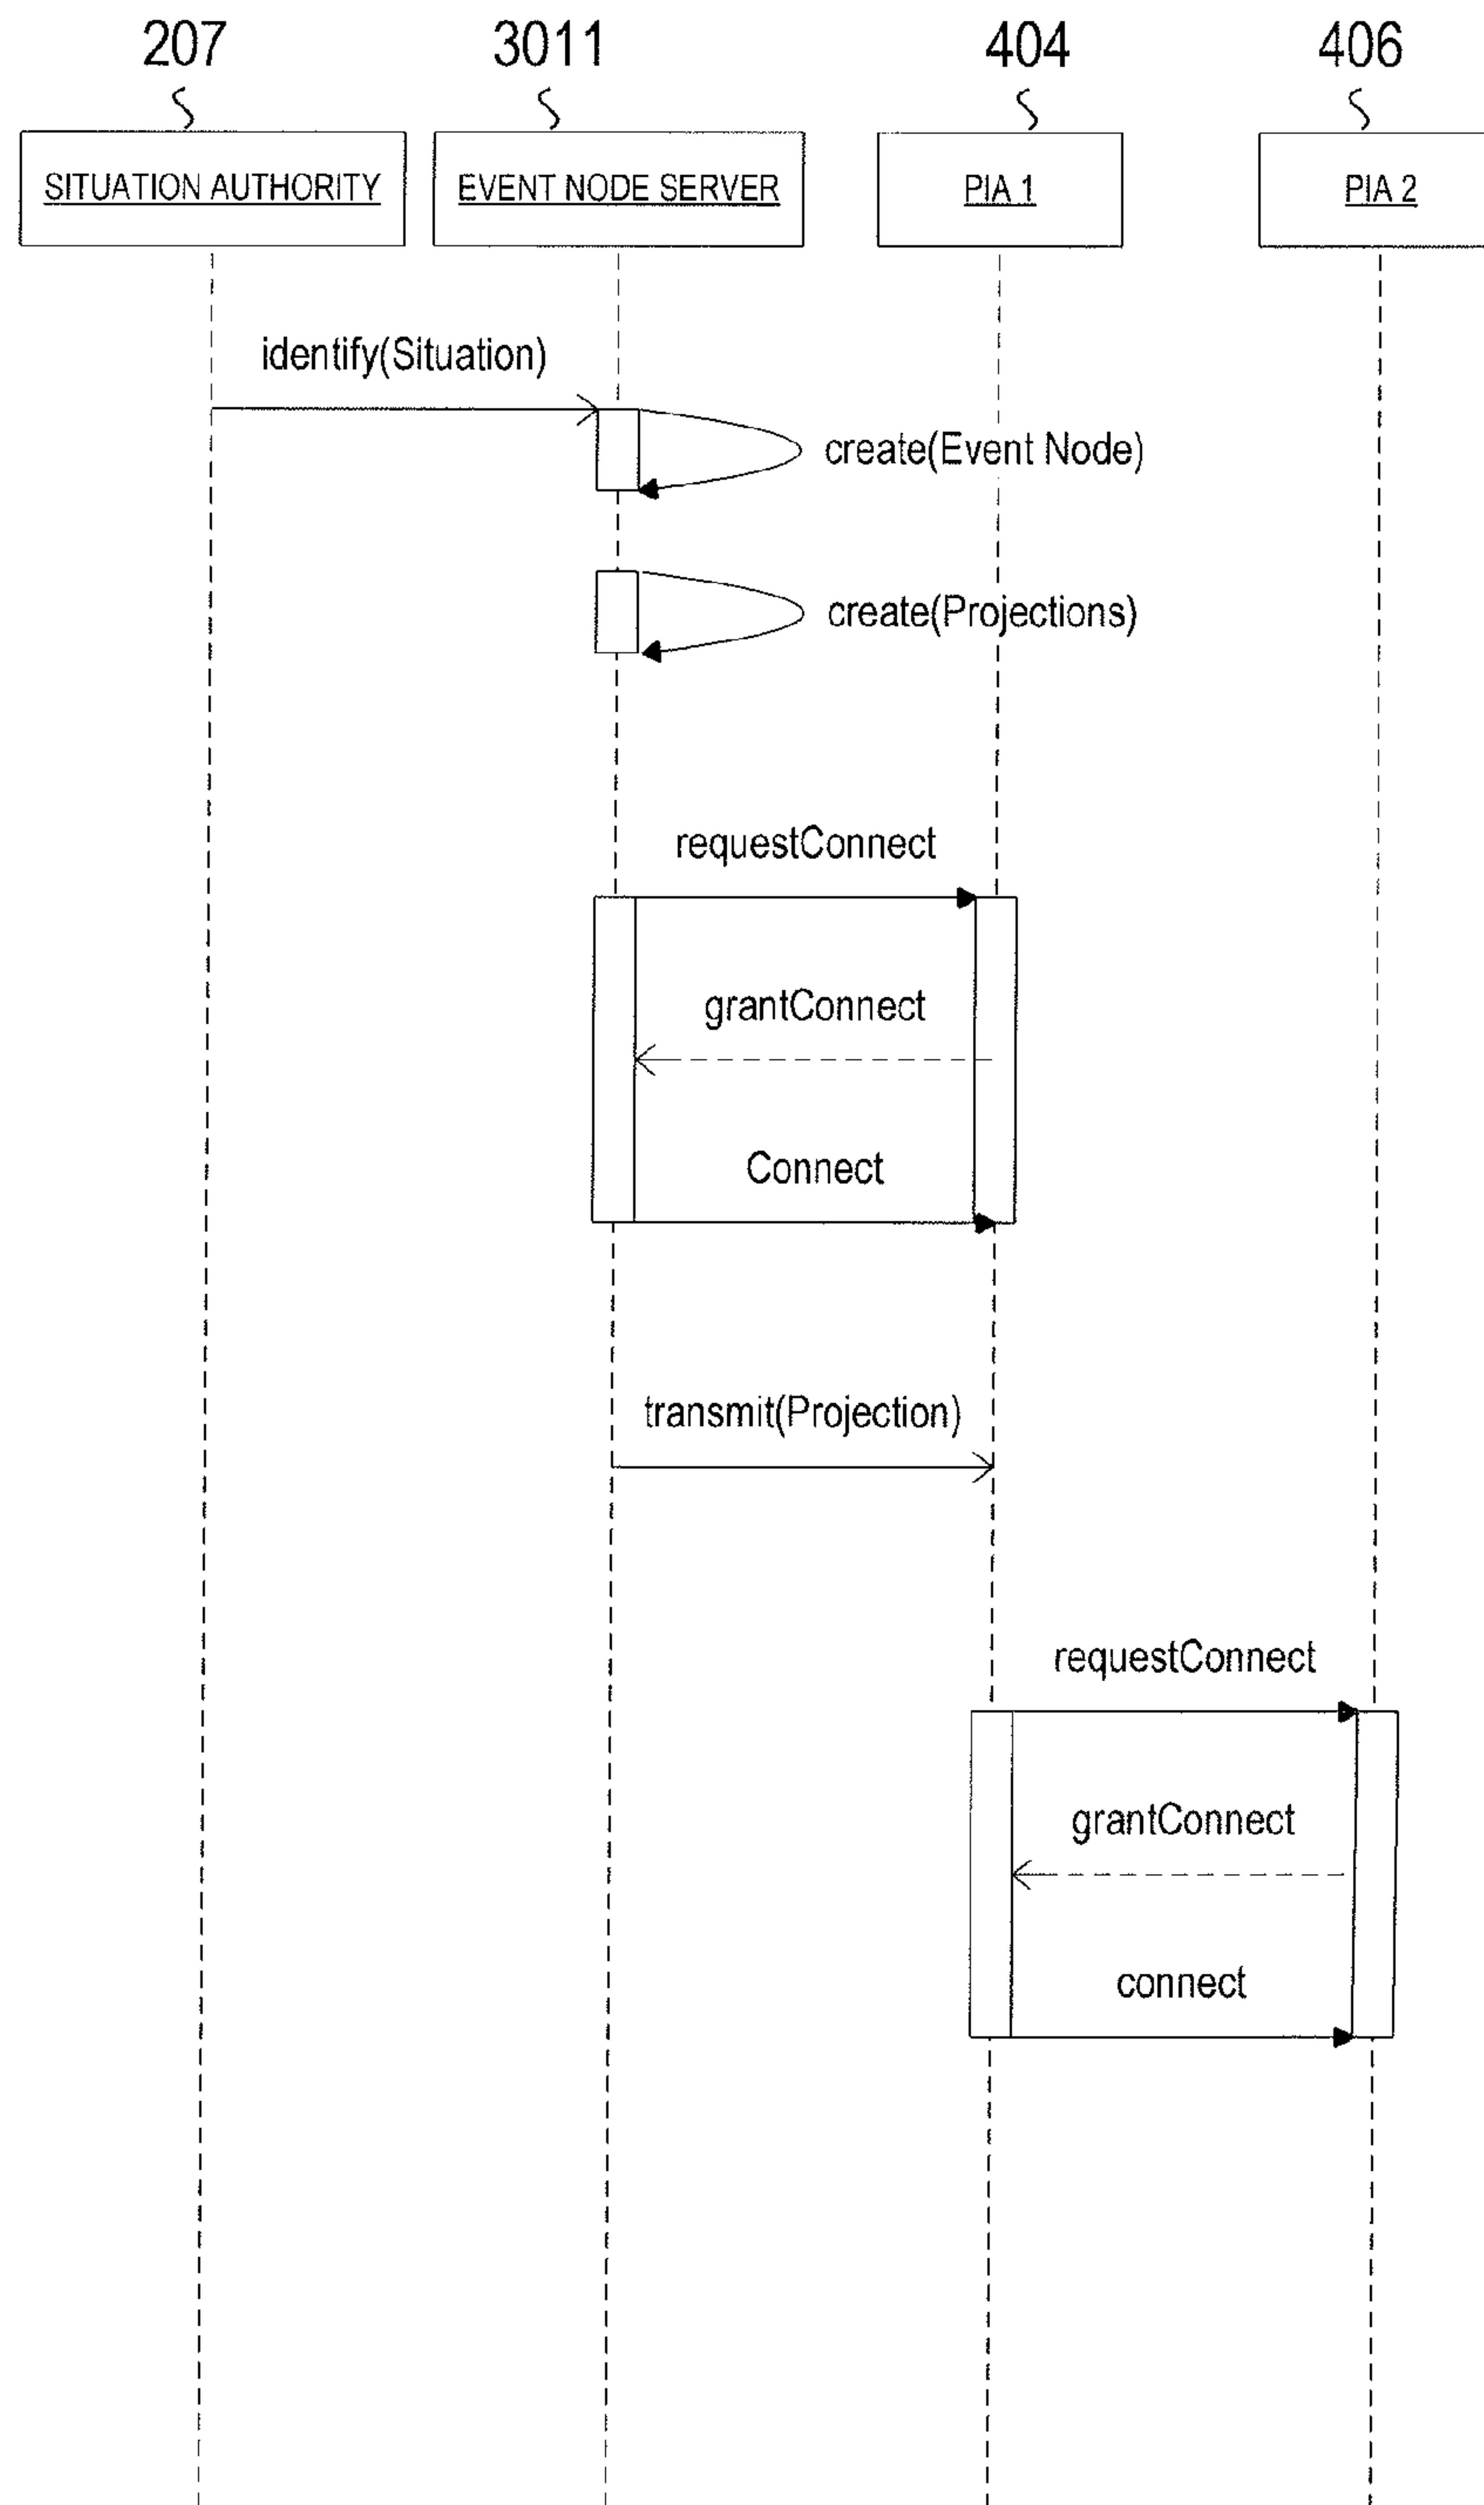 207 3011 404 406
SITUATION AUTHORITY EVENT NODE SERVER PIA 1 PIA 2
identify(Situation)
create(Event Node)
create(Projections)
requestConnect
grantConnect
Connect
transmit(Projection)
requestConnect
grantConnect
connect